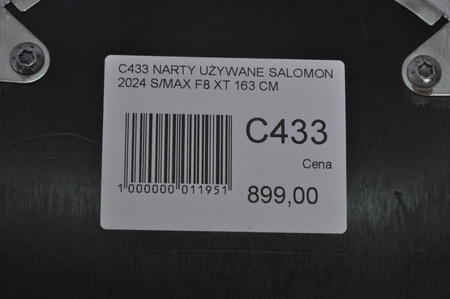 C433 NARTY UŻYWANE SALOMON
2024 S/MAX F8 XT 163 CM
C433
Cena
1 000000 011951
899,00